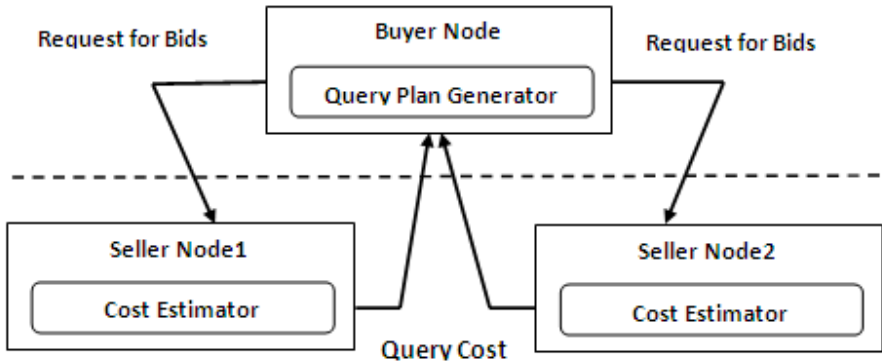 Request for Bids
Buyer Node
Request for Bids
Query Plan Generator
Seller Node1
Seller Node2
Cost Estimator
Cost Estimator
Query Cost